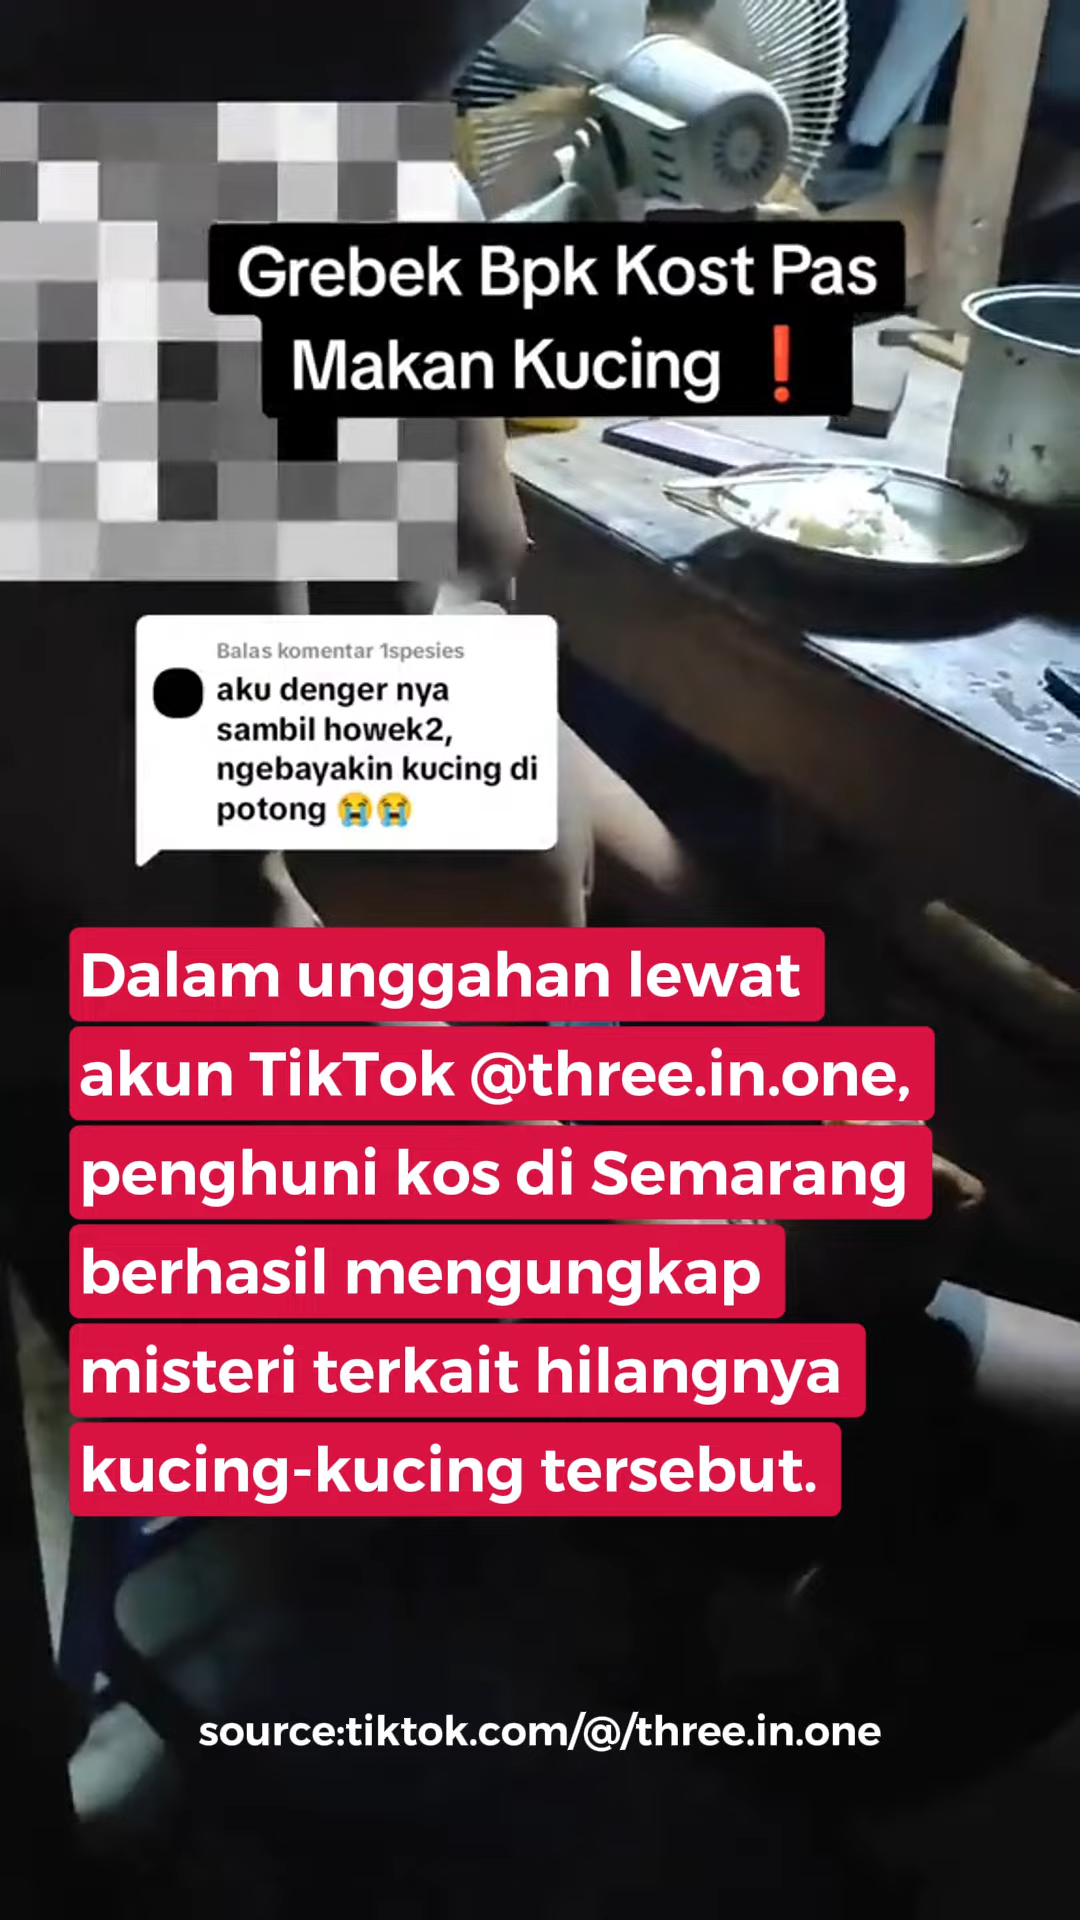 Grebek Bpk Kost Pas
Makan Kucing ❗
Balas komentar 1spesies
aku denger nya
sambil howek2,
ngebayakin kucing di
potong 😭😭
Dalam unggahan lewat
akun TikTok @three.in.one,
penghuni kos di Semarang
berhasil mengungkap
misteri terkait hilangnya
kucing-kucing tersebut.
source:tiktok.com/@/three.in.one